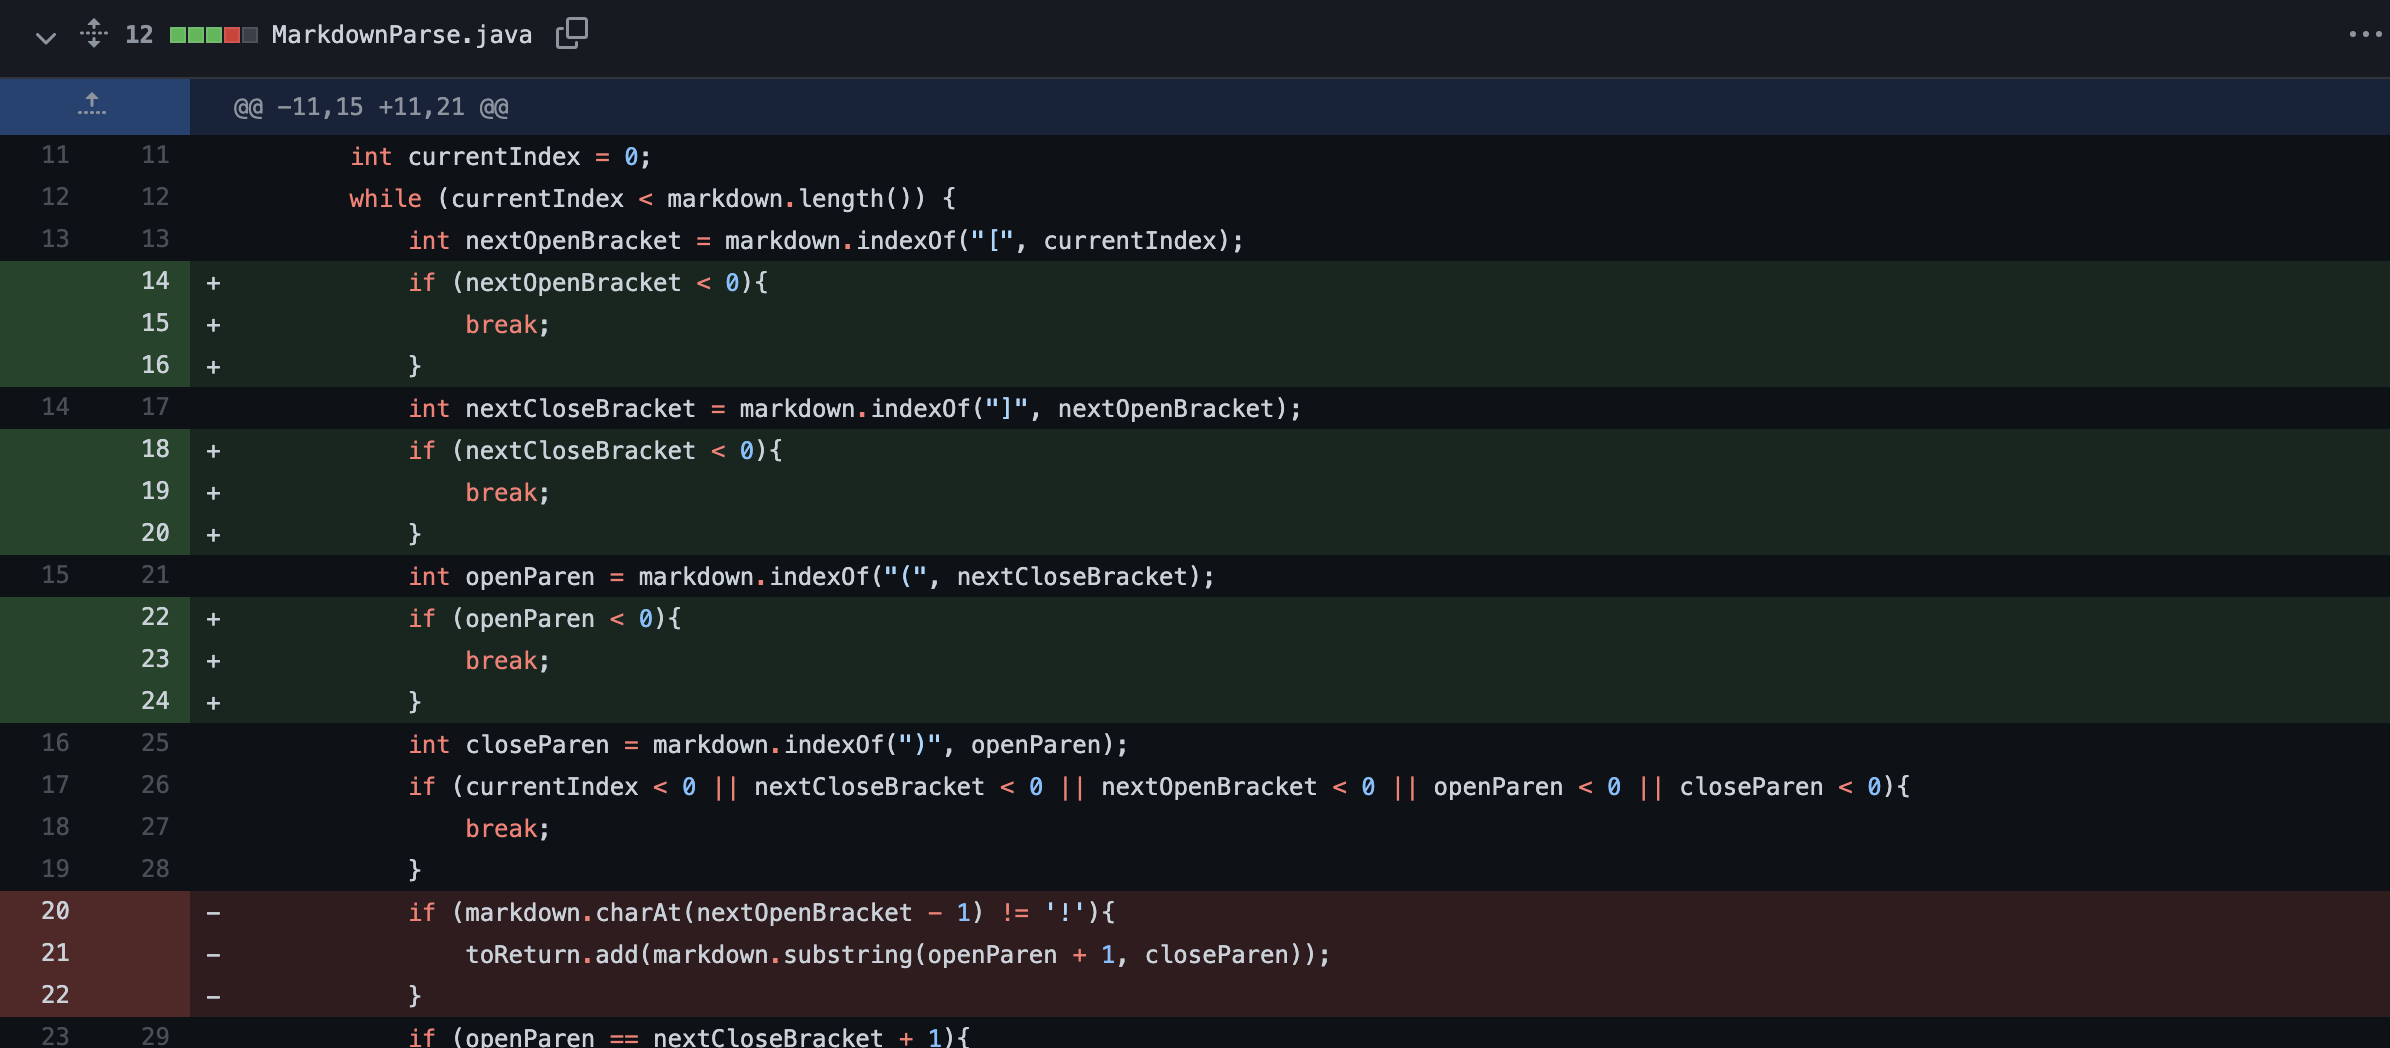 12 MarkdownParse.java
@@ -11,15 +11,21 @@
11 11 int currentIndex = 0;
12 12 while (currentIndex < markdown.length()) {
13 13 int nextOpenBracket = markdown.indexOf("[", currentIndex);
14 + if (nextOpenBracket < 0){
15 + break;
16 + }
14 17 int nextCloseBracket = markdown.indexOf("]", nextOpenBracket);
18 + if (nextCloseBracket < 0){
19 + break;
20 + }
15 21 int openParen = markdown.indexOf("(", nextCloseBracket);
22 + if (openParen < 0){
23 + break;
24 + }
16 25 int closeParen = markdown.indexOf(")", openParen);
17 26 if (currentIndex < 0 || nextCloseBracket < 0 || nextOpenBracket < 0 || openParen < 0 || closeParen < 0){
18 27 break;
19 28 }
20 - if (markdown.charAt(nextOpenBracket - 1) != '!'){
21 - toReturn.add(markdown.substring(openParen + 1, closeParen));
22 - }
23 29 if (openParen == nextCloseBracket + 1){